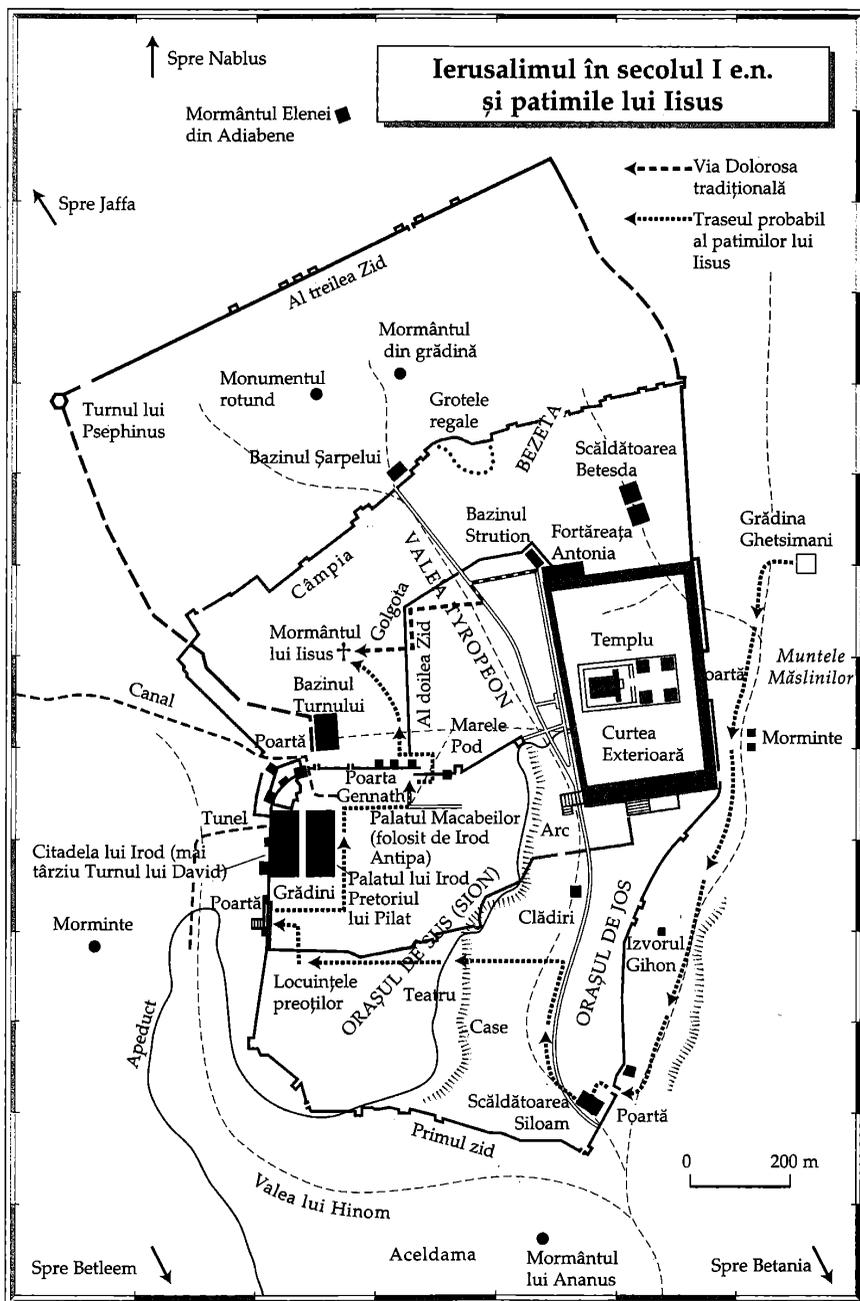 Ierusalimul în secolul I e.n.
și patimile lui Iisus
Spre Nablus
Mormântul Elenei
din Adiabene
Spre Jaffa
Via Dolorosa
tradițională
Traseul probabil
al patimilor lui
Iisus
Al treilea Zid
Mormântul
din grădină
Monumentul
rotund
Turnul lui
Psephinus
Grotele
regale
BEZETA
Bazinul Șarpelui
Scăldătoarea
Betesda
Bazinul
Strution
Fortăreața
Antonia
Grădina
Ghetsimani
Câmpia
VALEA TYROPEON
Golgota
Mormântul
lui Iisus
Al doilea Zid
Templu
oartă
Muntele
Măslinilor
Canal
Bazinul
Turnului
Poartă
Marele
Pod
Curtea
Exterioară
Morminte
Poarta
Gennath
Tunel
Palatul Macabeilor
(folosit de Irod
Antipa)
Arc
Citadela lui Irod (mai
târziu Turnul lui David)
Grădini
Palatul lui Irod
Pretoriul
lui Pilat
Poartă
Morminte
Clădiri
Izvorul
Gihon
ORAȘUL DE SUS (SION)
ORAȘUL DE JOS
Locuințele
preoților
Teatru
Case
Apeduct
Scăldătoarea
Siloam
Poartă
Primul zid
0 200 m
Valea lui Hinom
Aceldama
Mormântul
lui Ananus
Spre Betleem
Spre Betania